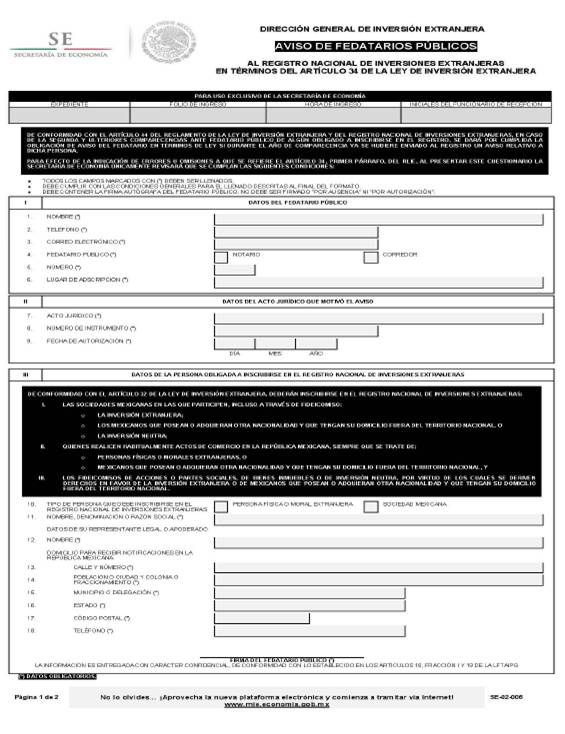 SE
SECRETARÍA DE ECONOMÍA
DIRECCIÓN GENERAL DE INVERSIÓN EXTRANJERA
AVISO DE FEDATARIOS PÚBLICOS
AL REGISTRO NACIONAL DE INVERSIONES EXTRANJERAS
EN TÉRMINOS DEL ARTÍCULO 34 DE LA LEY DE INVERSIÓN EXTRANJERA
PARA USO EXCLUSIVO DE LA SECRETARÍA DE ECONOMÍA
EXPEDIENTE FOLIO DE INGRESO HORA DE INGRESO INICIALES DEL FUNCIONARIO DE RECEPCIÓN
DE CONFORMIDAD CON EL ARTÍCULO 44 DEL REGLAMENTO DE LA LEY DE INVERSIÓN EXTRANJERA Y DEL REGISTRO NACIONAL DE INVERSIONES EXTRANJERAS, EN CASO
DE LA SEGUNDA Y ULTERIORES COMPARECENCIAS ANTE FEDATARIO PÚBLICO DE ALGÚN OBLIGADO A INSCRIBIRSE EN EL REGISTRO, SE DARÁ POR CUMPLIDA LA
OBLIGACIÓN DE AVISO DEL FEDATARIO EN TÉRMINOS DE LEY SI DURANTE EL AÑO DE COMPARECENCIA YA SE HUBIERE ENVIADO AL REGISTRO UN AVISO RELATIVO A
DICHA PERSONA.
PARA EFECTO DE LA INDICACIÓN DE ERRORES O OMISIONES A QUE SE REFIERE EL ARTÍCULO 34, PRIMER PÁRRAFO, DEL RLIE, AL PRESENTAR ESTE CUESTIONARIO LA
SECRETARÍA DE ECONOMÍA ÚNICAMENTE REVISARÁ QUE SE CUMPLAN LAS SIGUIENTES CONDICIONES:
• TODOS LOS CAMPOS MARCADOS CON (*) DEBEN SER LLENADOS.
• DEBE CUMPLIR CON LAS CONDICIONES GENERALES PARA EL LLENADO DESCRITAS AL FINAL DEL FORMATO.
• DEBE CONTENER LA FIRMA AUTÓGRAFA DEL FEDATARIO PÚBLICO. NO DEBE SER FIRMADO "POR AUSENCIA" NI "POR AUTORIZACIÓN".
I DATOS DEL FEDATARIO PÚBLICO
1. NOMBRE (*)
2. TELÉFONO (*)
3. CORREO ELECTRÓNICO (*)
4. FEDATARIO PÚBLICO (*) NOTARIO CORREDOR
5. NÚMERO (*)
6. LUGAR DE ADSCRIPCIÓN (*)
II DATOS DEL ACTO JURÍDICO QUE MOTIVÓ EL AVISO
7. ACTO JURÍDICO (*)
8. NÚMERO DE INSTRUMENTO (*)
9. FECHA DE AUTORIZACIÓN (*)
DÍA MES AÑO
III DATOS DE LA PERSONA OBLIGADA A INSCRIBIRSE EN EL REGISTRO NACIONAL DE INVERSIONES EXTRANJERAS
DE CONFORMIDAD CON EL ARTÍCULO 32 DE LA LEY DE INVERSIÓN EXTRANJERA, DEBERÁN INSCRIBIRSE EN EL REGISTRO NACIONAL DE INVERSIONES EXTRANJERAS:
I. LAS SOCIEDADES MEXICANAS EN LAS QUE PARTICIPEN, INCLUSO A TRAVÉS DE FIDEICOMISO:
o LA INVERSIÓN EXTRANJERA;
o LOS MEXICANOS QUE POSEAN O ADQUIERAN OTRA NACIONALIDAD Y QUE TENGAN SU DOMICILIO FUERA DEL TERRITORIO NACIONAL, O
o LA INVERSIÓN NEUTRA;
II. QUIENES REALICEN HABITUALMENTE ACTOS DE COMERCIO EN LA REPÚBLICA MEXICANA, SIEMPRE QUE SE TRATE DE:
o PERSONAS FÍSICAS O MORALES EXTRANJERAS, O
o MEXICANOS QUE POSEAN O ADQUIERAN OTRA NACIONALIDAD Y QUE TENGAN SU DOMICILIO FUERA DEL TERRITORIO NACIONAL, Y
III. LOS FIDEICOMISOS DE ACCIONES O PARTES SOCIALES, DE BIENES INMUEBLES O DE INVERSIÓN NEUTRA, POR VIRTUD DE LOS CUALES SE DERIVEN
DERECHOS EN FAVOR DE LA INVERSIÓN EXTRANJERA O DE MEXICANOS QUE POSEAN O ADQUIERAN OTRA NACIONALIDAD Y QUE TENGAN SU DOMICILIO
FUERA DEL TERRITORIO NACIONAL.
10. TIPO DE PERSONA QUE DEBE INSCRIBIRSE EN EL
REGISTRO NACIONAL DE INVERSIONES EXTRANJERAS PERSONA FÍSICA O MORAL EXTRANJERA SOCIEDAD MEXICANA
11. NOMBRE, DENOMINACIÓN O RAZÓN SOCIAL (*)
DATOS DE SU REPRESENTANTE LEGAL O APODERADO
12. NOMBRE (*)
DOMICILIO PARA RECIBIR NOTIFICACIONES EN LA
REPÚBLICA MEXICANA
13. CALLE Y NÚMERO (*)
14. POBLACIÓN O CIUDAD Y COLONIA O
FRACCIONAMIENTO (*)
15. MUNICIPIO O DELEGACIÓN (*)
16. ESTADO (*)
17. CÓDIGO POSTAL (*)
18. TELÉFONO (*)
FIRMA DEL FEDATARIO PÚBLICO (*)
LA INFORMACIÓN ES ENTREGADA CON CARÁCTER CONFIDENCIAL, DE CONFORMIDAD CON LO ESTABLECIDO EN LOS ARTÍCULOS 18, FRACCIÓN I Y 19 DE LA LFTAIPG
(*) DATOS OBLIGATORIOS.
Página 1 de 2 No lo olvides... ¡Aprovecha la nueva plataforma electrónica y comienza a tramitar vía Internet! SE-02-006
www.rnie.economia.gob.mx